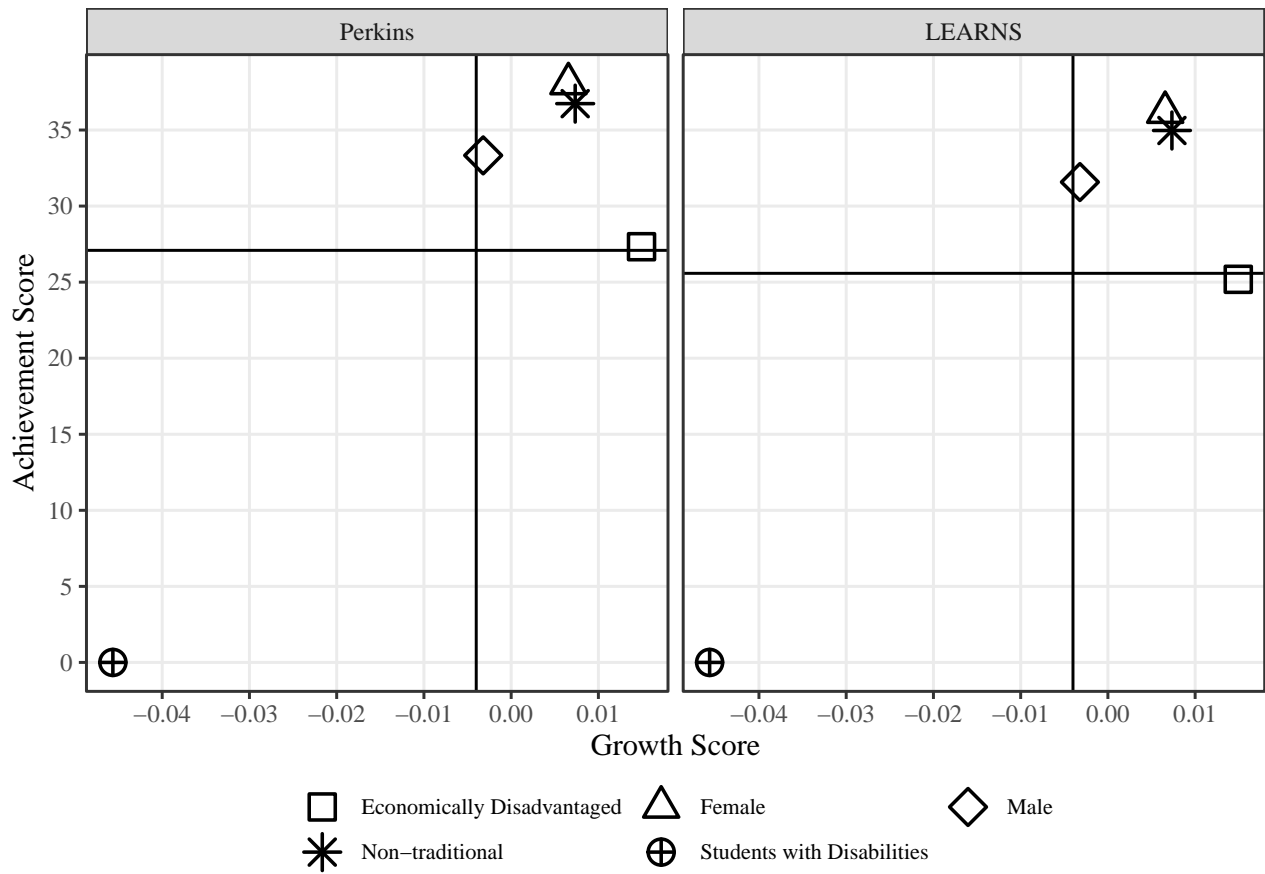 Perkins
LEARNS
Achievement Score
35
30
25
20
15
10
5
0
−0.04 −0.03 −0.02 −0.01 0.00 0.01
−0.04 −0.03 −0.02 −0.01 0.00 0.01
Growth Score
Economically Disadvantaged Female Male
Non−traditional Students with Disabilities